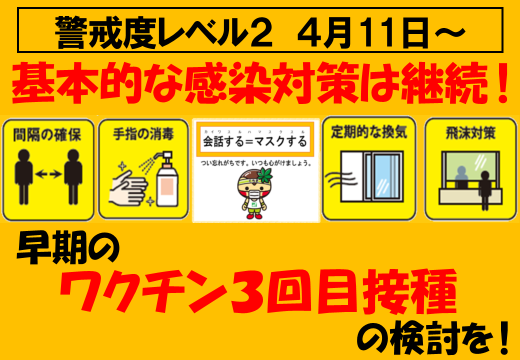 警戒度レベル2 4月11日～
基本的な感染対策は継続！
間隔の確保
手指の消毒
会話する＝マスクする
つい忘れがちです。いつも心がけましょう。
定期的な換気
飛沫対策
早期の
ワクチン3回目接種
の検討を！